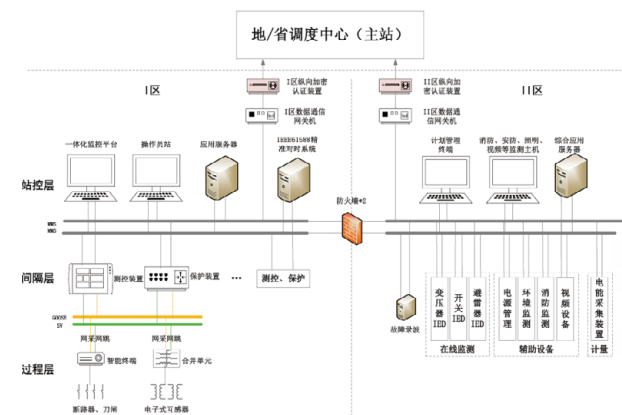 地/省调度中心（主站）
I区
I区纵向加密
认证装置
I区数据通信
网关机
II区纵向加
密认证装置
II区数据通
信网关机
II区
一体化监控平台
操作员站
应用服务器
IEEE61588精
准对时系统
计划管理
终端
消防、安防、照明、
视频等监测主机
综合应用
服务器
站控层
防火墙*2
MMS
MMS
间隔层
测控装置
保护装置
...
测控、保护
故障录波
变压器IED
开关IED
避雷器IED
在线监测
电源管理
环境监测
消防监测
视频设备
辅助设备
电能采集装置
计量
GOOSE
SV
网采网跳
网采网跳
过程层
智能终端
合并单元
断路器、刀闸
电子式互感器